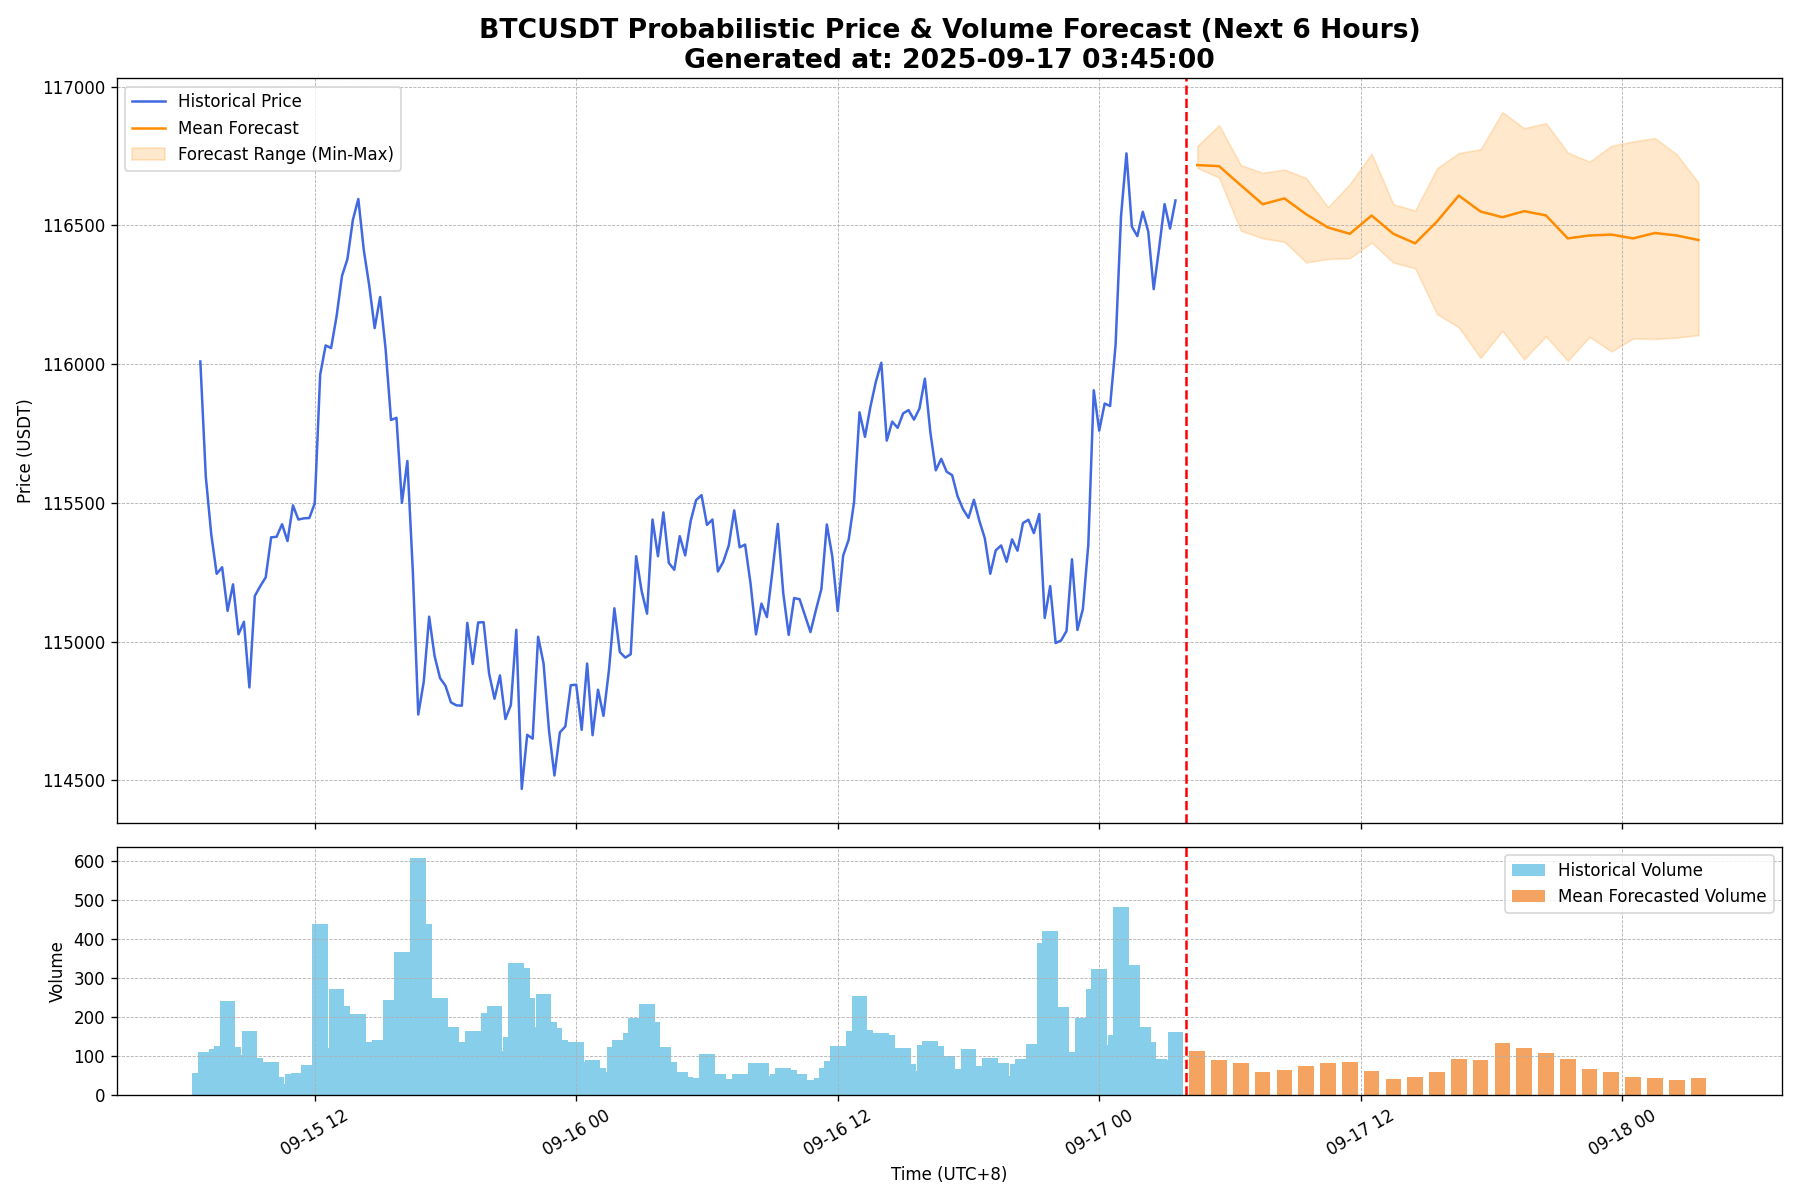 BTCUSDT Probabilistic Price & Volume Forecast (Next 6 Hours)
Generated at: 2025-09-17 03:45:00
Historical Price
Mean Forecast
Forecast Range (Min-Max)
117000
116500
116000
115500
115000
114500
Price (USDT)
Historical Volume
Mean Forecasted Volume
600
500
400
300
200
100
0
Volume
09-15 12
09-16 00
09-16 12
09-17 00
09-17 12
09-18 00
Time (UTC+8)